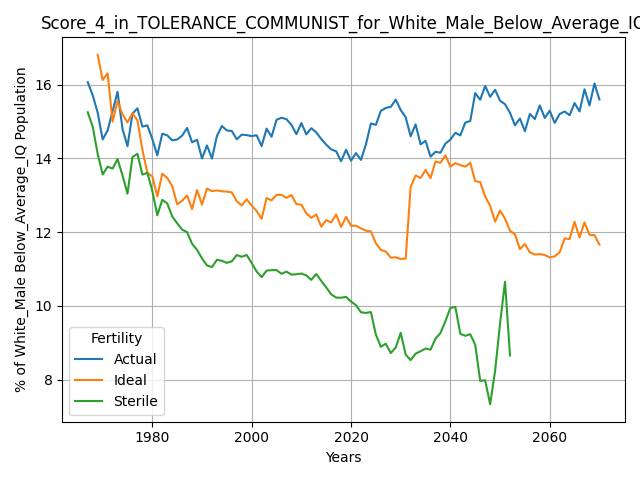 Score_4_in_TOLERANCE_COMMUNIST_for_White_Male_Below_Average_IQ
% of White_Male Below_Average_IQ Population
16
14
12
10
8
Fertility
Actual
Ideal
Sterile
1980
2000
2020
2040
2060
Years